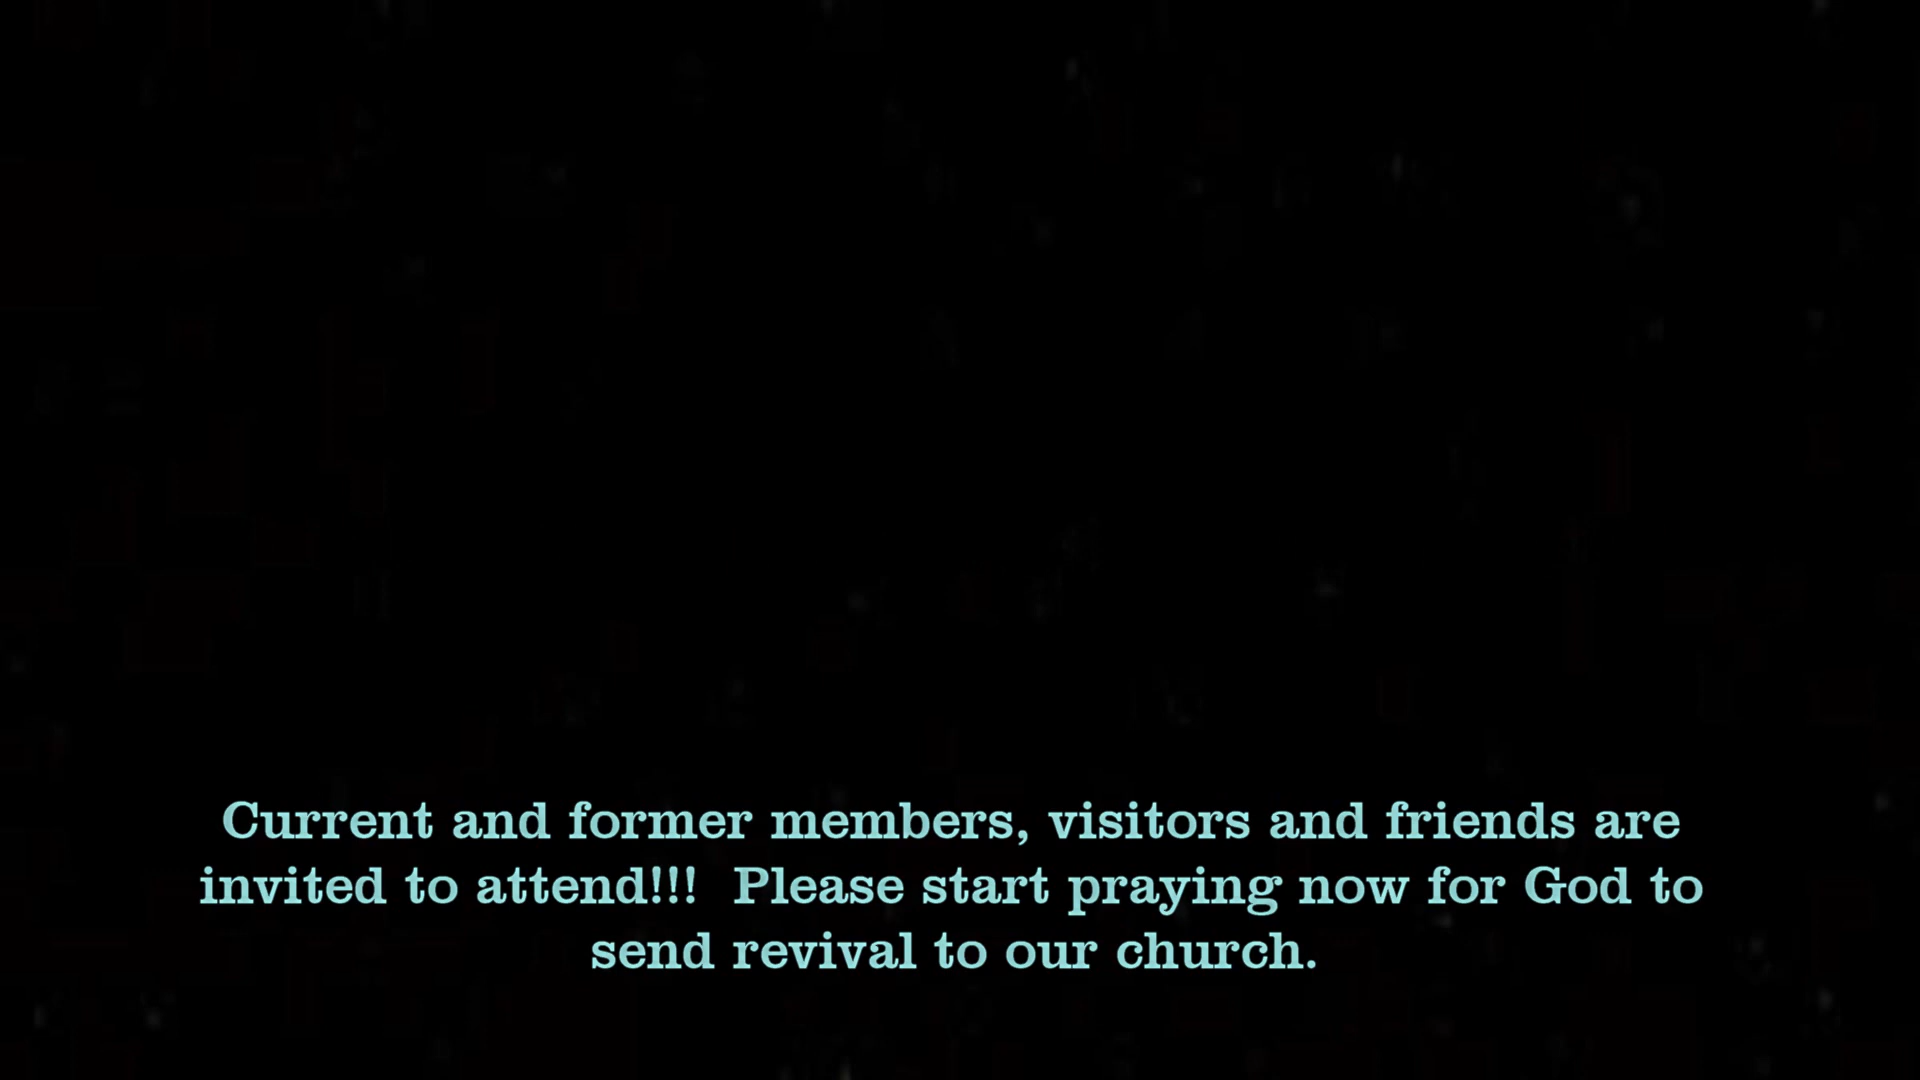 Current and former members, visitors and friends are
invited to attend!!!  Please start praying now for God to
send revival to our church.